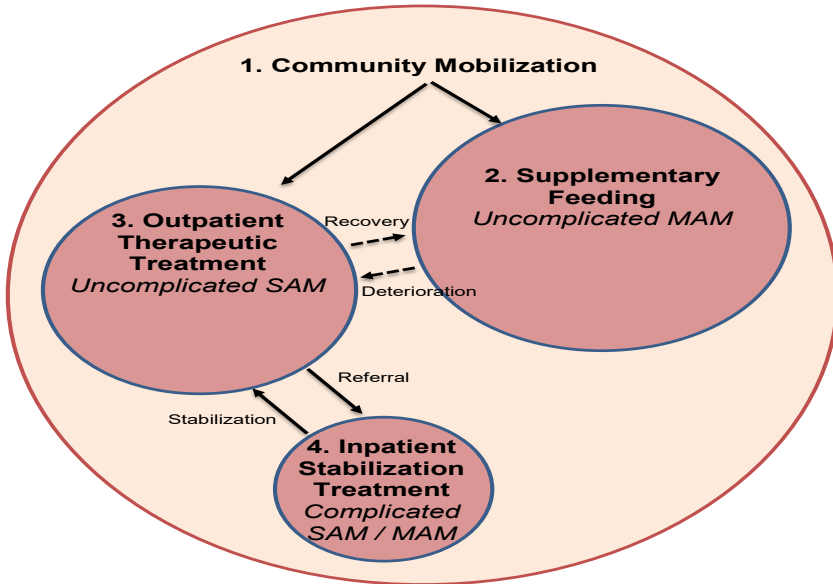 1. Community Mobilization
2. Supplementary
Feeding
Uncomplicated MAM
3. Outpatient
Therapeutic
Treatment
Uncomplicated SAM
Recovery
Deterioration
Referral
Stabilization
4. Inpatient
Stabilization
Treatment
Complicated
SAM / MAM